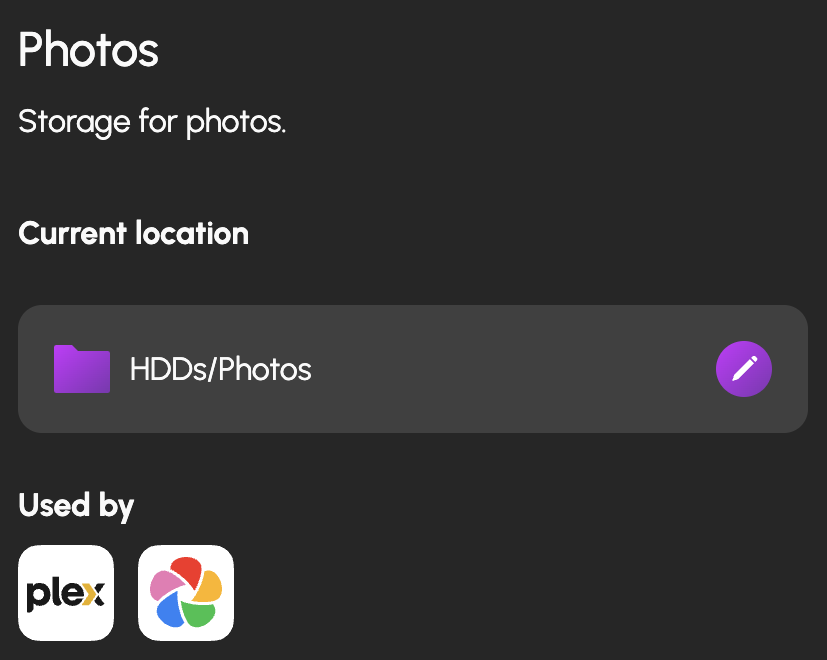 Photos
Storage for photos.
Current location
HDDs/Photos
Used by
plex